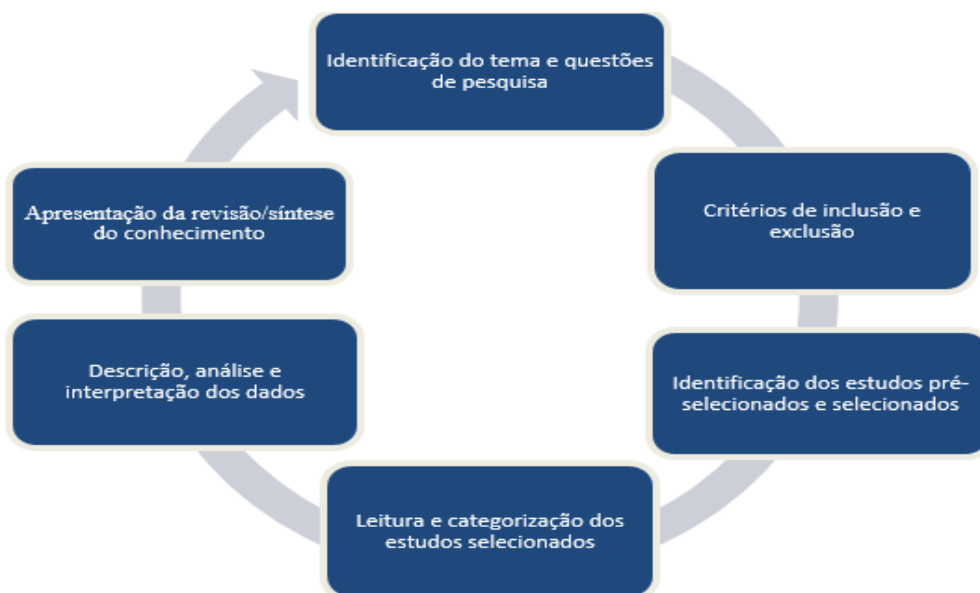 Identificação do tema e questões
de pesquisa
Critérios de inclusão e
exclusão
Identificação dos estudos pré-
selecionados e selecionados
Leitura e categorização dos
estudos selecionados
Descrição, análise e
interpretação dos dados
Apresentação da revisão/síntese
do conhecimento